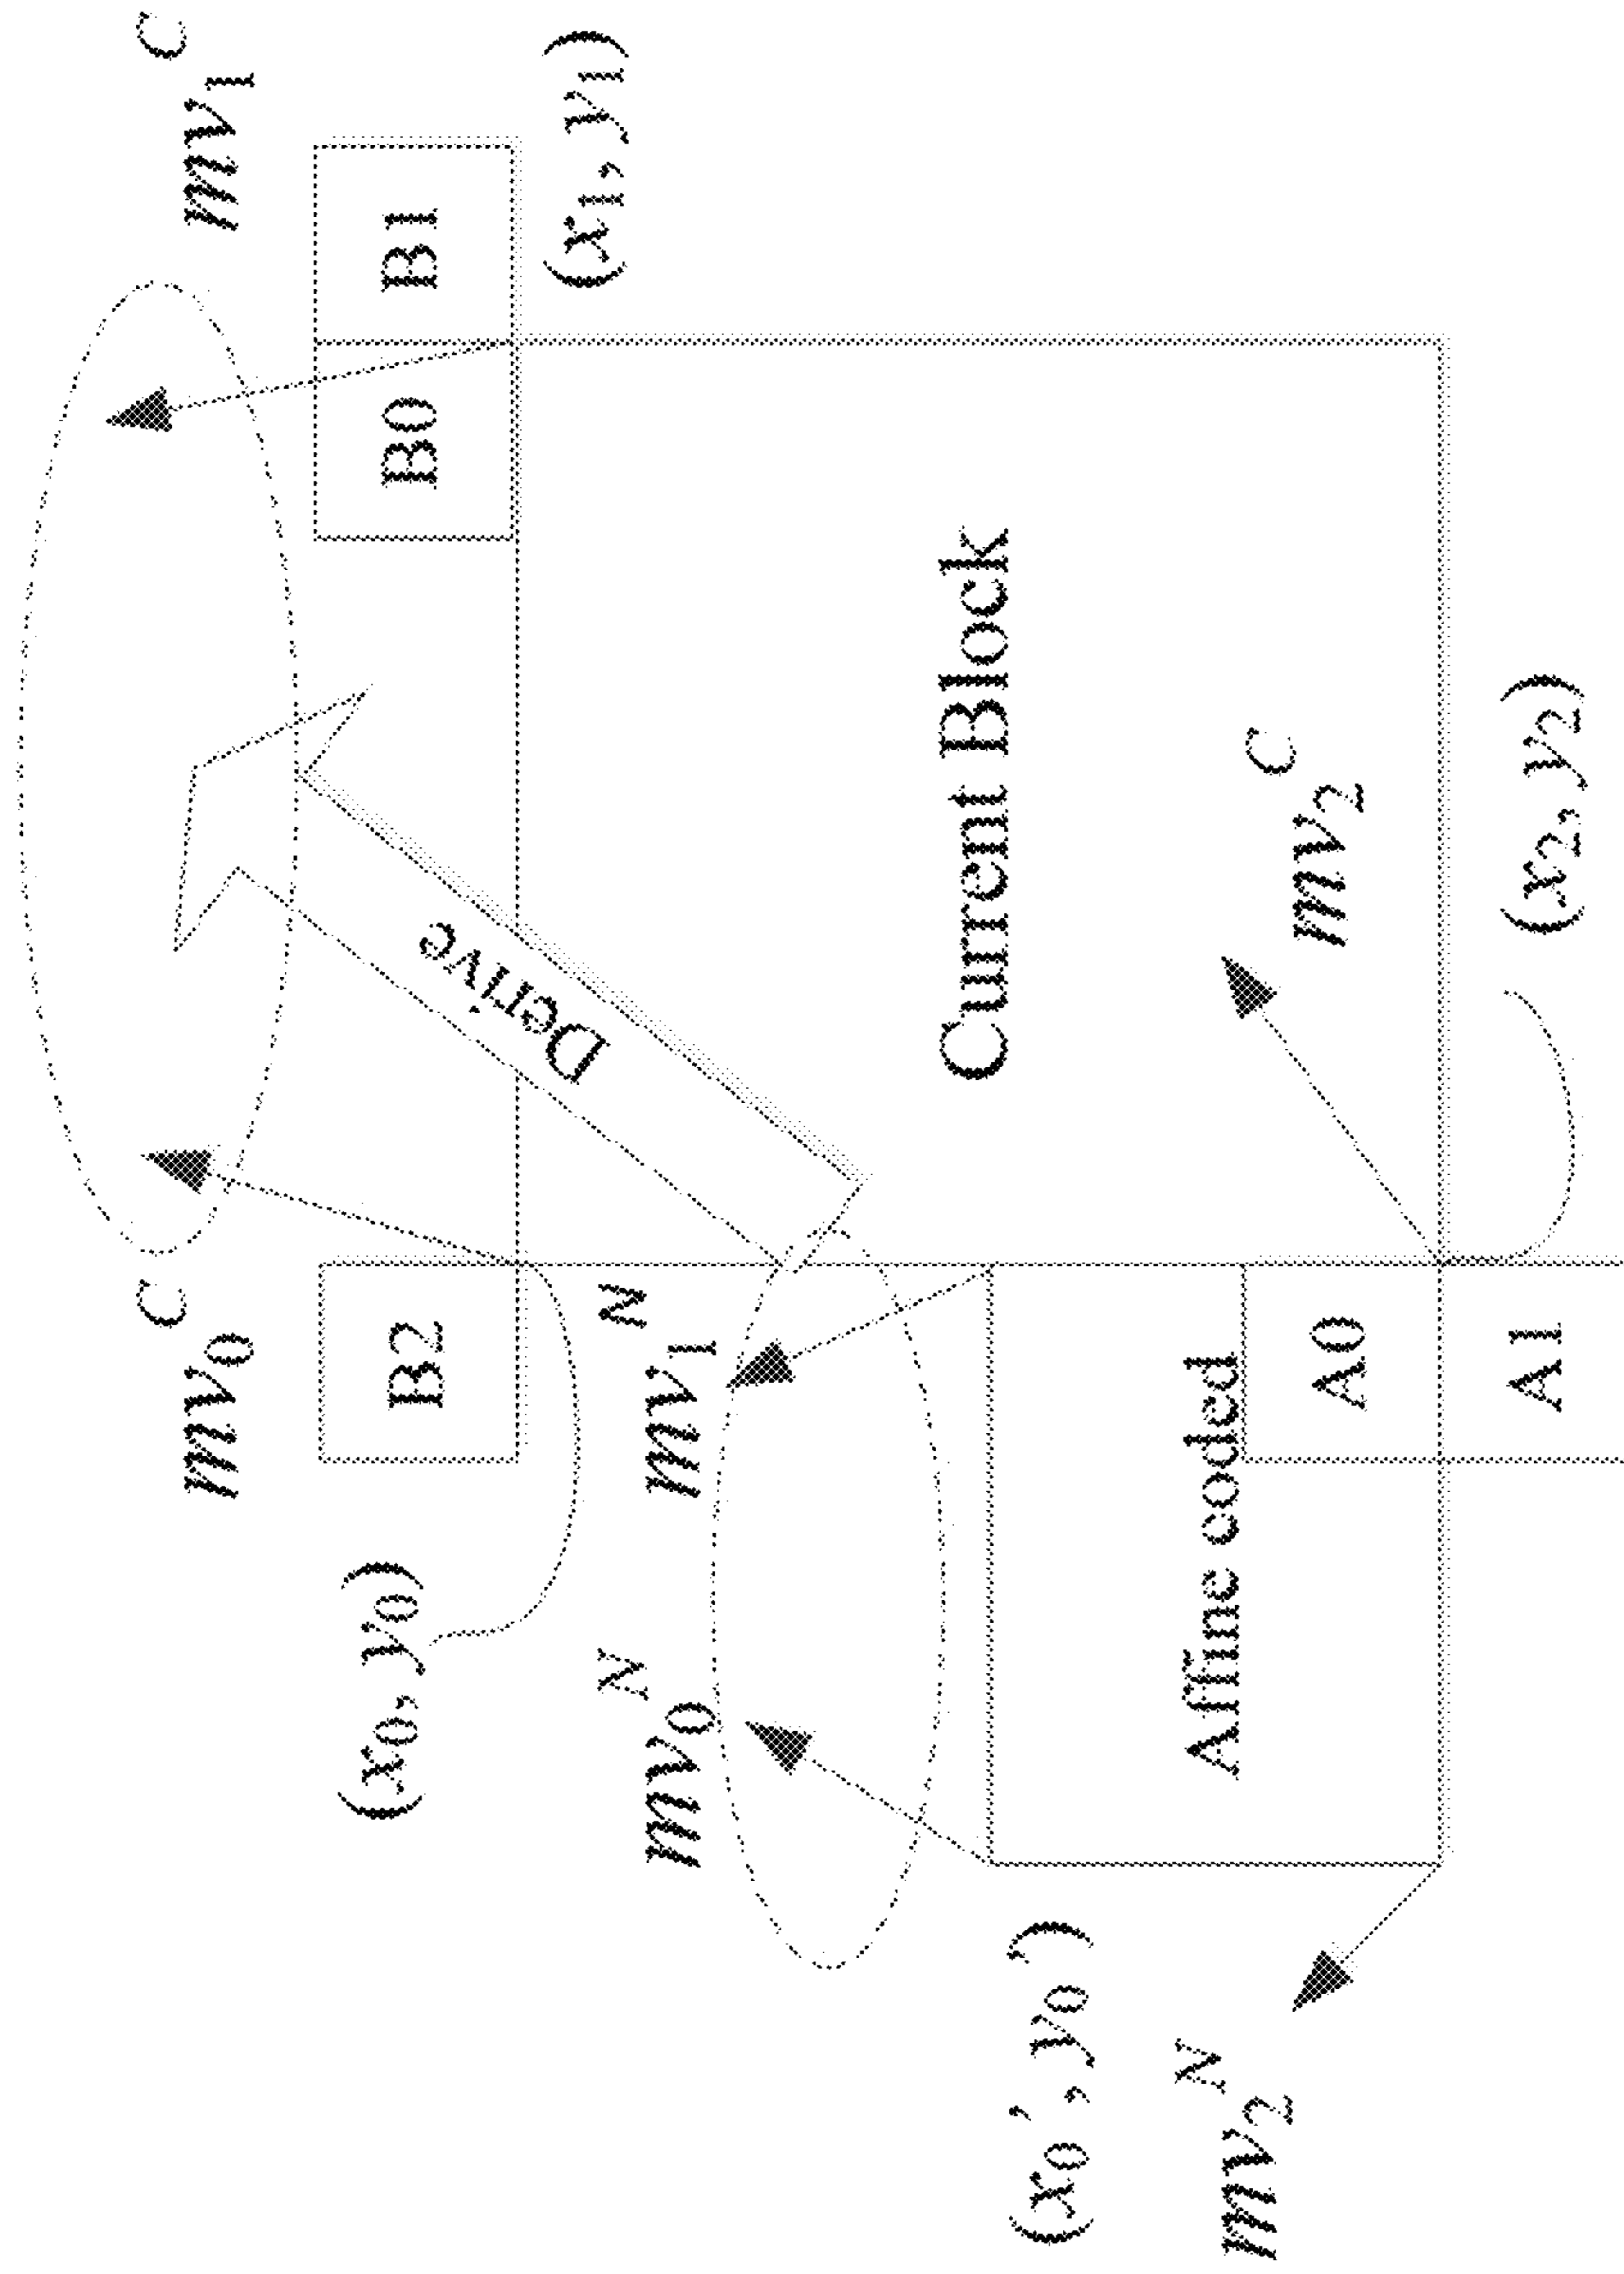 mv₀ᶜ
mv₁ᶜ
(x₀, y₀)
B2
B0
B1
(x₁, y₁)
Derive
mv₀ᴺ
mv₁ᴺ
Current Block
(x₀', y₀')
Affine coded
mv₂ᴺ
A0
mv₂ᶜ
A1
(x₂, y₂)